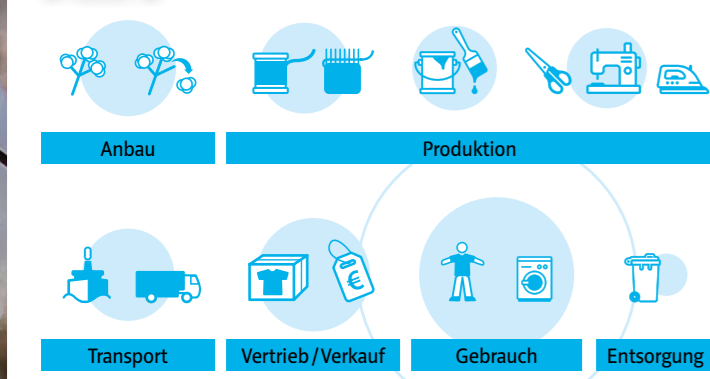 Anbau
Produktion
€
Transport
Vertrieb/Verkauf
Gebrauch
Entsorgung